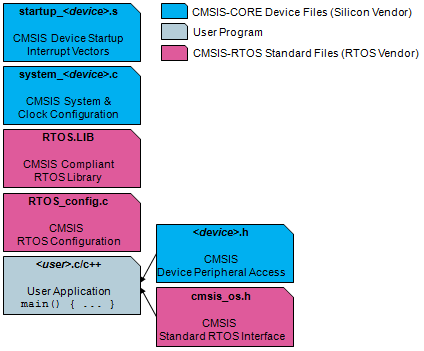 startup_<device>.s
CMSIS Device Startup
Interrupt Vectors
CMSIS-CORE Device Files (Silicon Vendor)
User Program
CMSIS-RTOS Standard Files (RTOS Vendor)
system_<device>.c
CMSIS System &
Clock Configuration
RTOS.LIB
CMSIS Compliant
RTOS Library
RTOS_config.c
CMSIS
RTOS Configuration
<user>.c/c++
User Application
main() { ... }
<device>.h
CMSIS
Device Peripheral Access
cmsis_os.h
CMSIS
Standard RTOS Interface